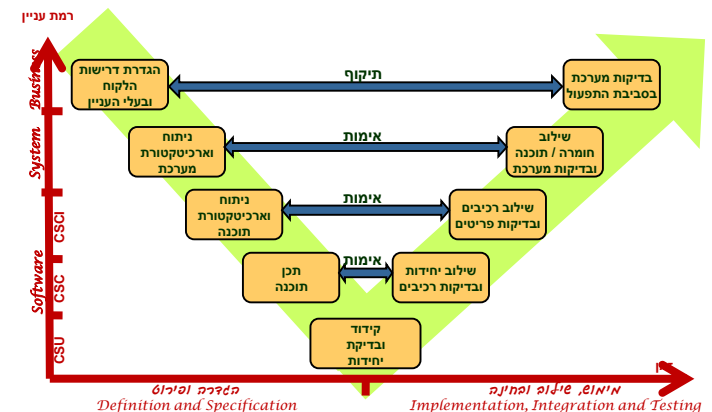 רמת עניין
Business
הגדרת דרישות
הלקוח
ובעלי העניין
תיקוף
בדיקות מערכת
בסביבת התפעול
System
ניתוח
וארכיטקטורת
מערכת
אימות
שילוב
חומרה / תוכנה
ובדיקות מערכת
Software
CSCI
ניתוח
וארכיטקטורת
תוכנה
אימות
שילוב רכיבים
ובדיקות פריטים
CSC
תכן
תוכנה
אימות
שילוב יחידות
ובדיקות רכיבים
CSU
קידוד
ובדיקת
יחידות
הגדרה ופירוט
Definition and Specification
מימוש, שילוב ובחינה
Implementation, Integration and Testing